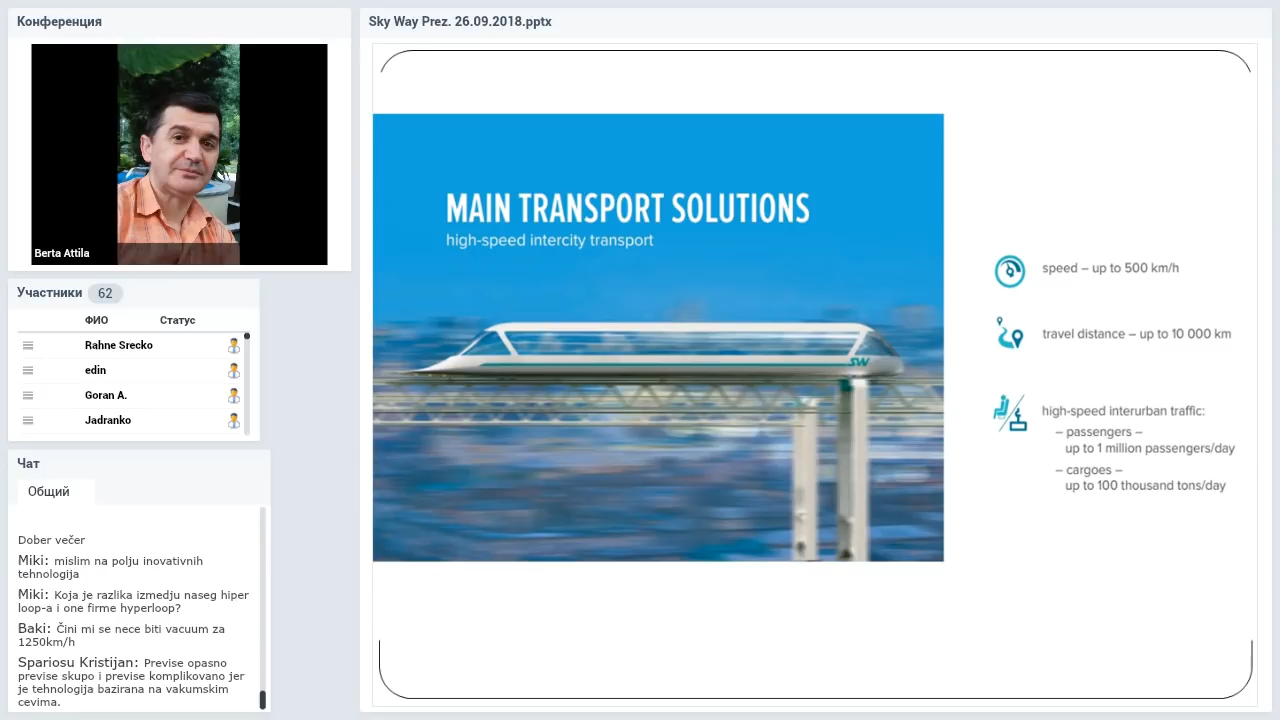 Конференция
Berta Attila
Участники 62
ФИО Статус
Rahne Srecko
edin
Goran A.
Jadranko
Чат
Общий
Dober večer
Miki: mislim na polju inovativnih
tehnologija
Miki: Koja je razlika izmedju naseg hiper
loop-a i one firme hyperloop?
Baki: Čini mi se nece biti vacuum za
1250km/h
Spariosu Kristijan: Previse opasno
previse skupo i previse komplikovano jer
je tehnologija bazirana na vakumskim
cevima.
Sky Way Prez. 26.09.2018.pptx
MAIN TRANSPORT SOLUTIONS
high-speed intercity transport
SW
speed – up to 500 km/h
travel distance – up to 10 000 km
high-speed interurban traffic:
– passengers –
up to 1 million passengers/day
– cargoes –
up to 100 thousand tons/day